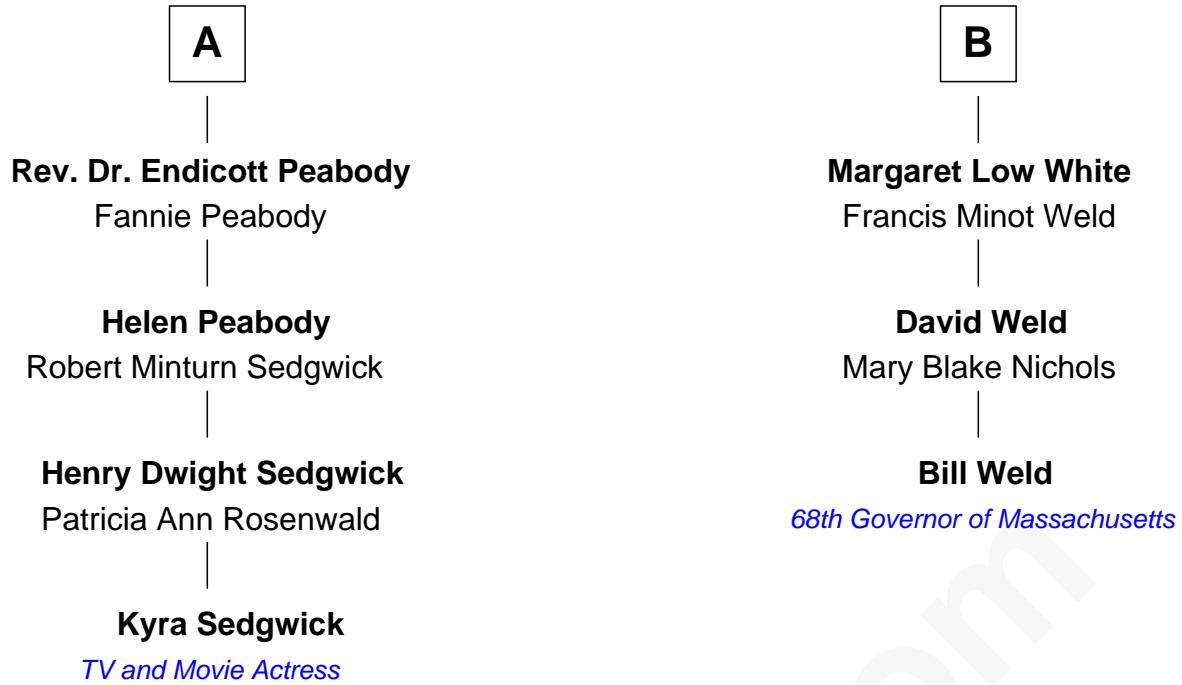 A
Rev. Dr. Endicott Peabody
Fannie Peabody
Helen Peabody
Robert Minturn Sedgwick
Henry Dwight Sedgwick
Patricia Ann Rosenwald
Kyra Sedgwick
TV and Movie Actress
B
Margaret Low White
Francis Minot Weld
David Weld
Mary Blake Nichols
Bill Weld
68th Governor of Massachusetts
om